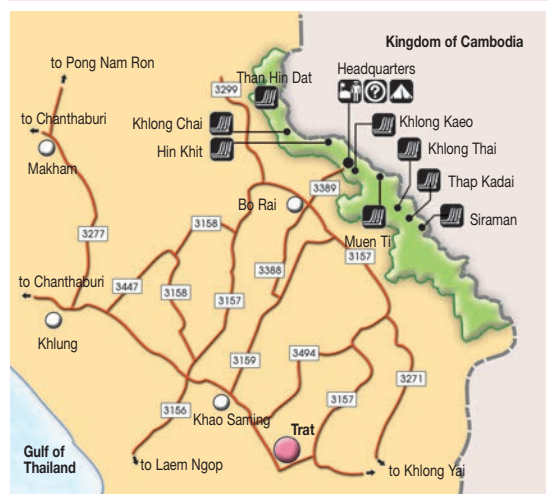 Kingdom of Cambodia
to Pong Nam Ron
Than Hin Dat
Headquarters
3299
to Chanthaburi
Khlong Chai
Khlong Kaeo
Hin Khit
Khlong Thai
Makham
Thap Kadai
3389
Bo Rai
Siraman
3158
3277
Muen Ti
3157
3388
to Chanthaburi
3447
3158
3157
Khlung
3494
3159
3271
3157
3156
Khao Saming
Trat
Gulf of
Thailand
to Laem Ngop
to Khlong Yai